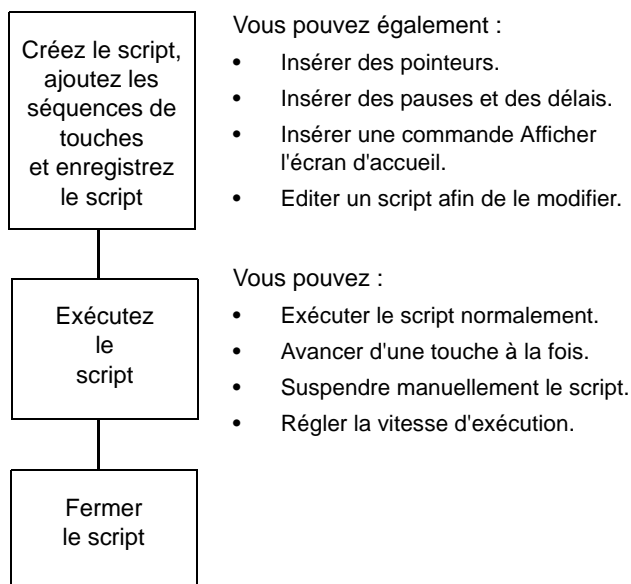 Créez le script,
ajoutez les
séquences de
touches
et enregistrez
le script
Vous pouvez également :
• Insérer des pointeurs.
• Insérer des pauses et des délais.
• Insérer une commande Afficher
l'écran d'accueil.
• Editer un script afin de le modifier.
Exécutez
le
script
Vous pouvez :
• Exécuter le script normalement.
• Avancer d'une touche à la fois.
• Suspendre manuellement le script.
• Régler la vitesse d'exécution.
Fermer
le script